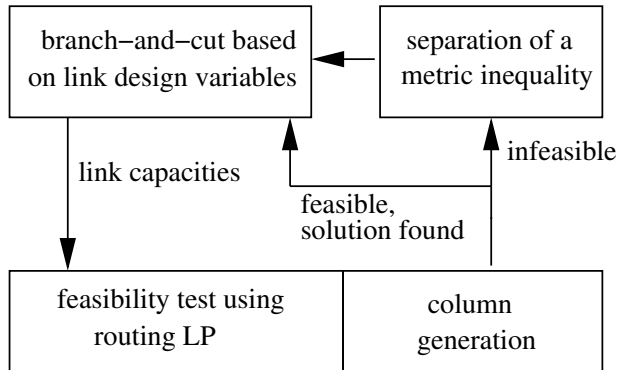 branch−and−cut based
on link design variables
separation of a
metric inequality
link capacities
infeasible
feasible,
solution found
feasibility test using
routing LP
column
generation